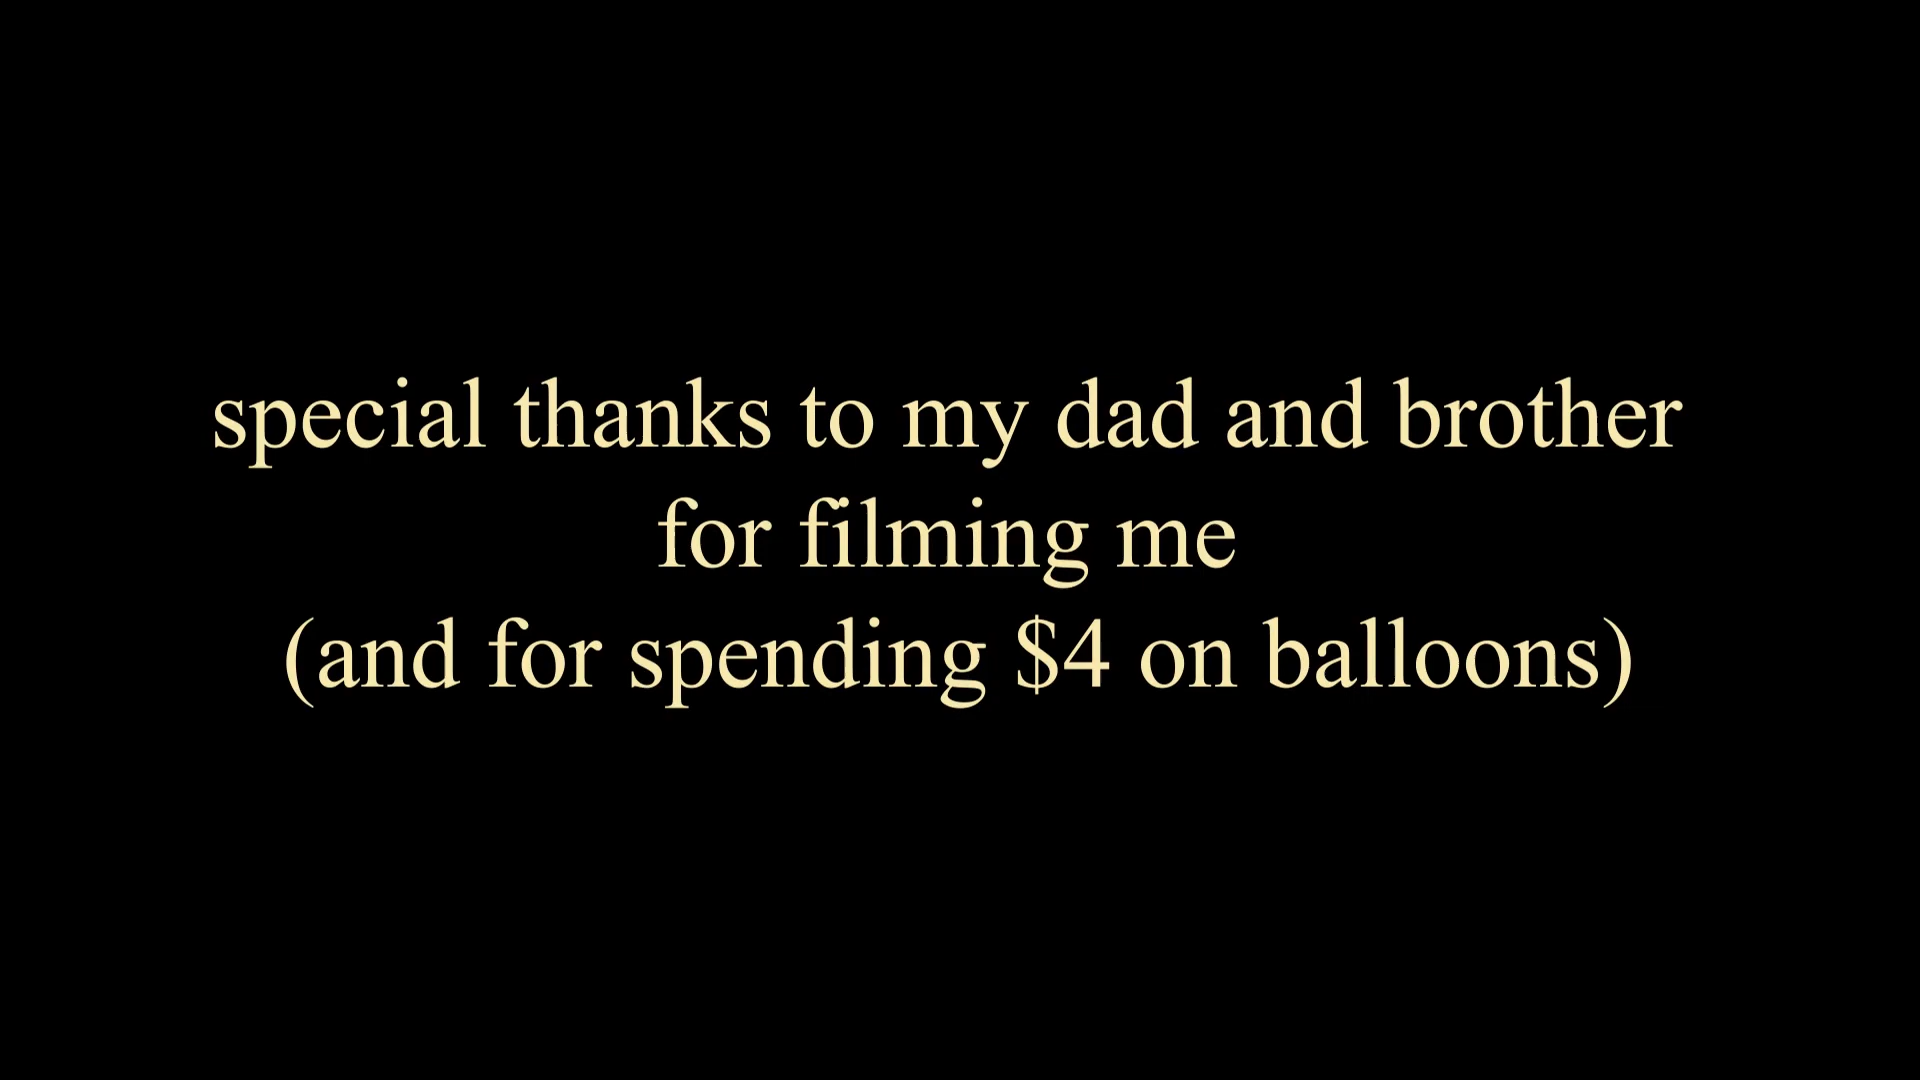 special thanks to my dad and brother
for filming me
(and for spending $4 on balloons)